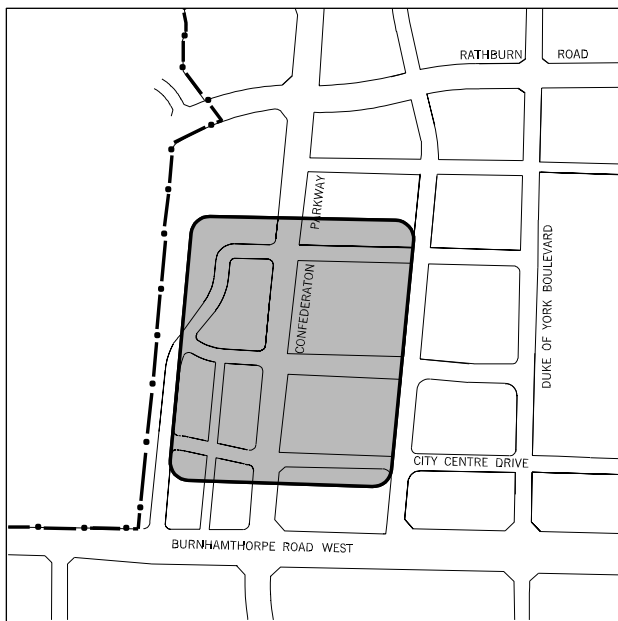 RATHBURN ROAD
PARKWAY
CONFEDERATON
DUKE OF YORK BOULEVARD
CITY CENTRE DRIVE
BURNHAMTHORPE ROAD WEST